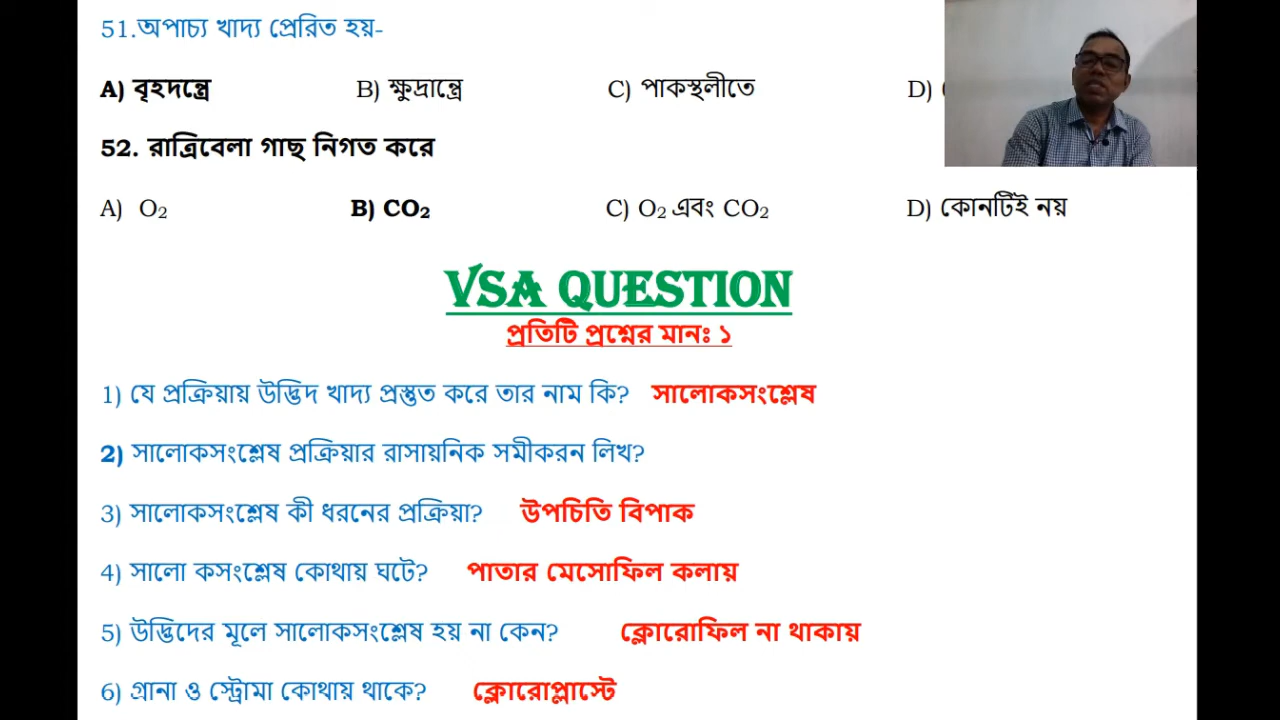 51.অপাচ্য খাদ্য প্রেরিত হয়-
A) বৃহদন্ত্রে B) ক্ষুদ্রান্ত্রে C) পাকস্থলীতে D)
52. রাত্রিবেলা গাছ নিগত করে
A) O₂ B) CO₂ C) O₂ এবং CO₂ D) কোনটিই নয়
VSA QUESTION
প্রতিটি প্রশ্নের মানঃ ১
1) যে প্রক্রিয়ায় উদ্ভিদ খাদ্য প্রস্তুত করে তার নাম কি? সালোকসংশ্লেষ
2) সালোকসংশ্লেষ প্রক্রিয়ার রাসায়নিক সমীকরন লিখ?
3) সালোকসংশ্লেষ কী ধরনের প্রক্রিয়া? উপচিতি বিপাক
4) সালো কসংশ্লেষ কোথায় ঘটে? পাতার মেসোফিল কলায়
5) উদ্ভিদের মূলে সালোকসংশ্লেষ হয় না কেন? ক্লোরোফিল না থাকায়
6) গ্রানা ও স্ট্রোমা কোথায় থাকে? ক্লোরোপ্লাস্টে